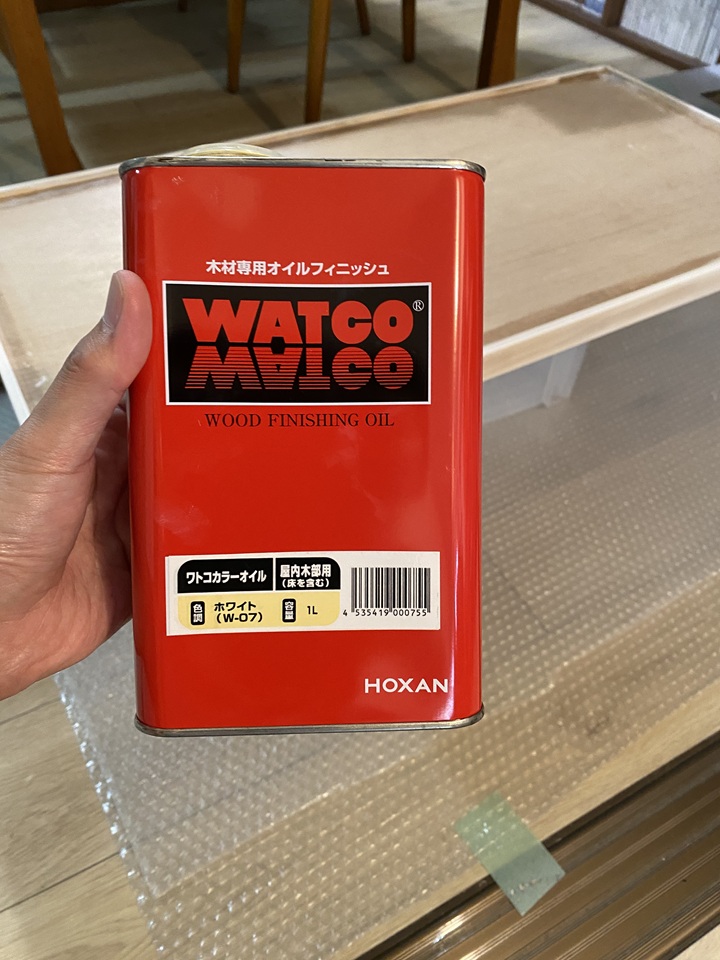 木材専用オイルフィニッシュ
WATCO®
WATCO
WOOD FINISHING OIL
ワトコカラーオイル
屋内木部用
(床を含む)
色調
ホワイト
(W-07)
容量
1L
4 535419 000755
HOXAN